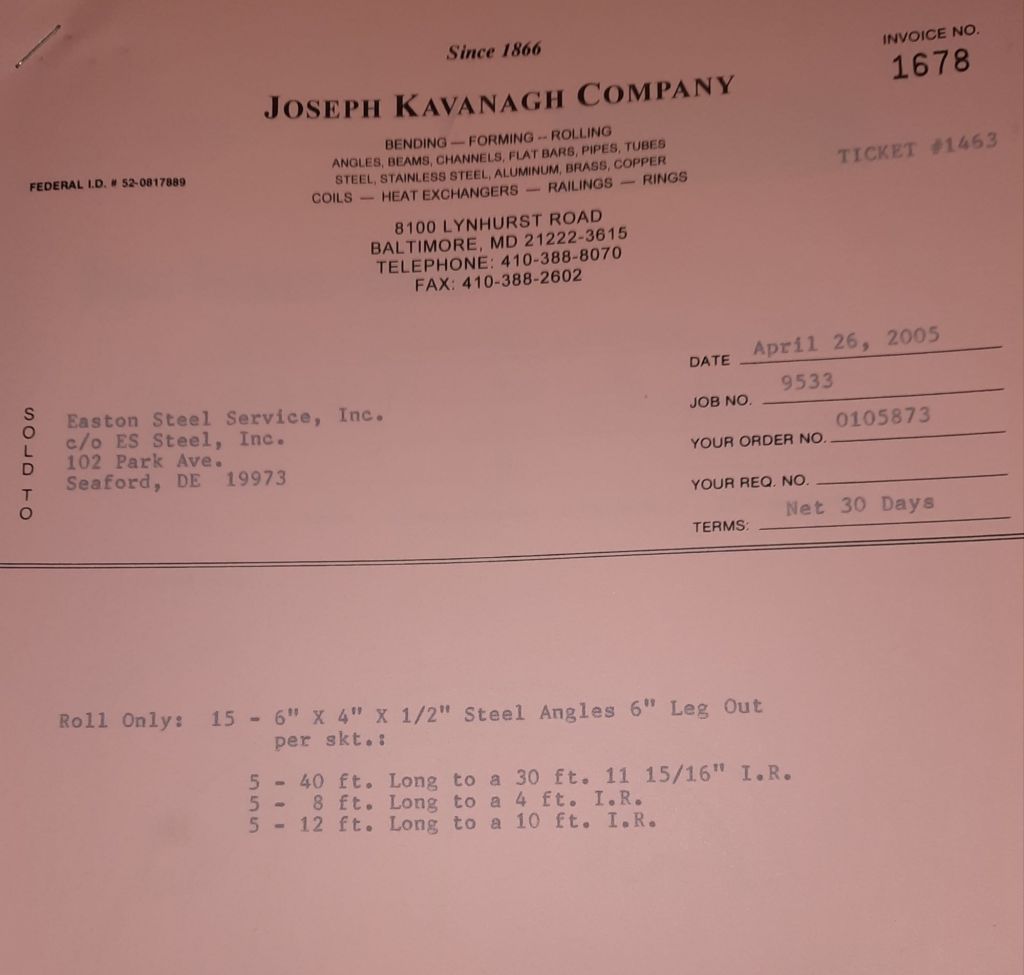 Since 1866
INVOICE NO.
1678
JOSEPH KAVANAGH COMPANY
BENDING — FORMING -- ROLLING
ANGLES, BEAMS, CHANNELS, FLAT BARS, PIPES, TUBES
STEEL, STAINLESS STEEL, ALUMINUM, BRASS, COPPER
COILS — HEAT EXCHANGERS — RAILINGS — RINGS
TICKET #1463
FEDERAL I.D. # 52-0817889
8100 LYNHURST ROAD
BALTIMORE, MD 21222-3615
TELEPHONE: 410-388-8070
FAX: 410-388-2602
DATE April 26, 2005
JOB NO. 9533
YOUR ORDER NO. 0105873
YOUR REQ. NO.
TERMS: Net 30 Days
SOLD TO
Easton Steel Service, Inc.
c/o ES Steel, Inc.
102 Park Ave.
Seaford, DE 19973
Roll Only: 15 - 6" X 4" X 1/2" Steel Angles 6" Leg Out
per skt.:
5 - 40 ft. Long to a 30 ft. 11 15/16" I.R.
5 - 8 ft. Long to a 4 ft. I.R.
5 - 12 ft. Long to a 10 ft. I.R.